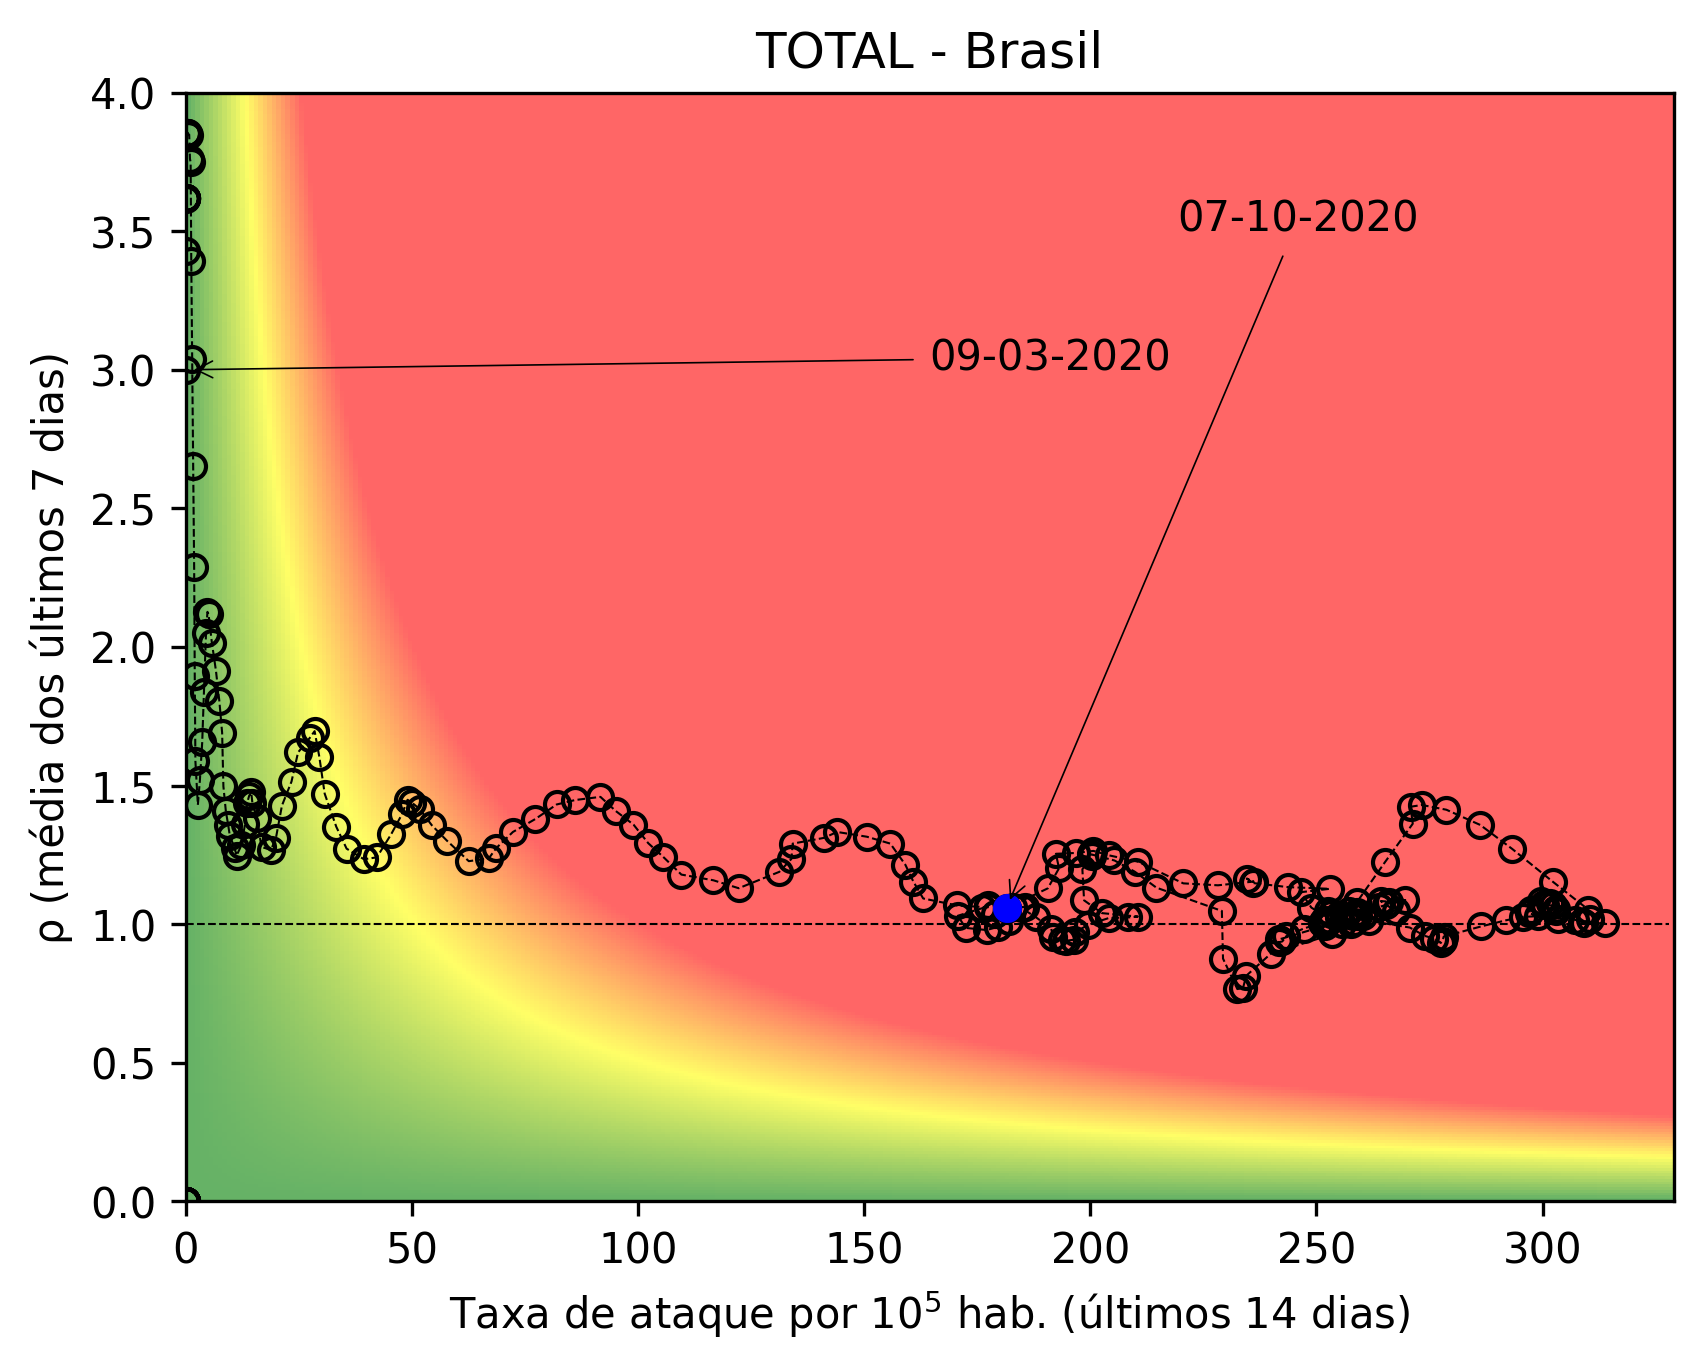 TOTAL - Brasil
4.0
3.5
3.0
2.5
2.0
1.5
1.0
0.5
0.0
ρ (média dos últimos 7 dias)
07-10-2020
09-03-2020
0 50 100 150 200 250 300
Taxa de ataque por 10⁵ hab. (últimos 14 dias)